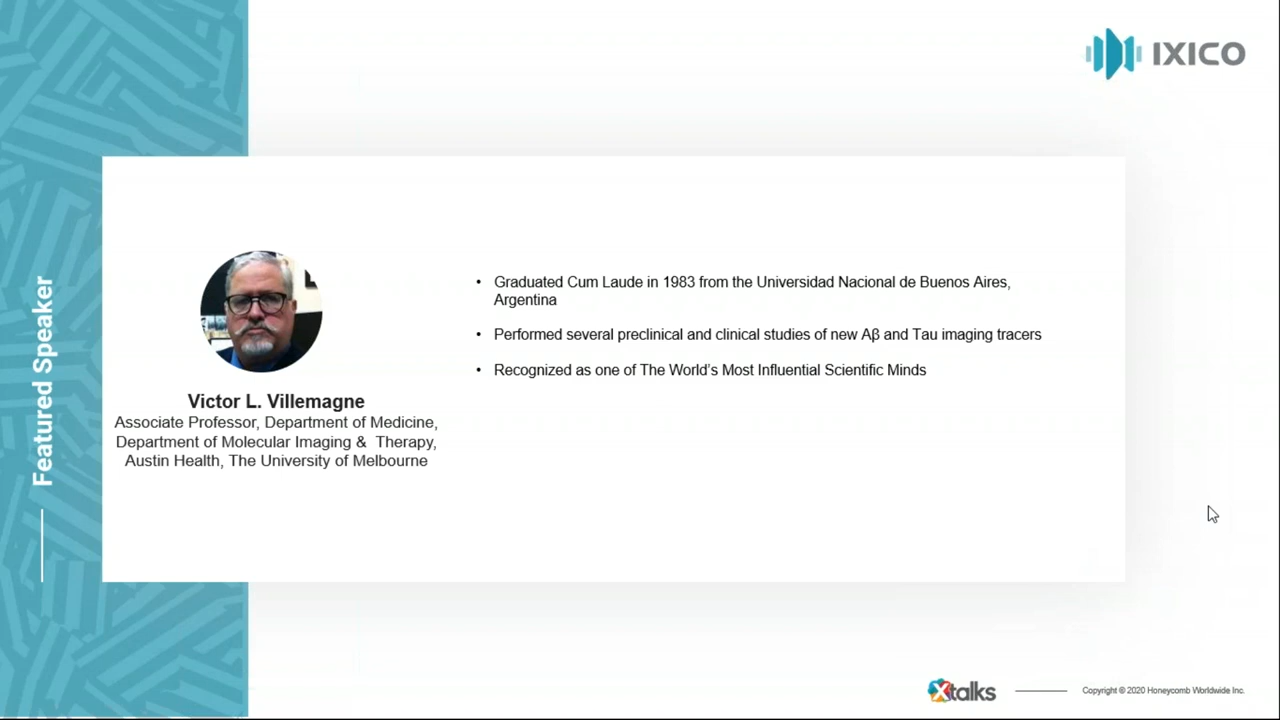 IXICO
Featured Speaker
Victor L. Villemagne
Associate Professor, Department of Medicine,
Department of Molecular Imaging & Therapy,
Austin Health, The University of Melbourne
• Graduated Cum Laude in 1983 from the Universidad Nacional de Buenos Aires,
Argentina
• Performed several preclinical and clinical studies of new Aβ and Tau imaging tracers
• Recognized as one of The World's Most Influential Scientific Minds
Xtalks
Copyright © 2020 Honeycomb Worldwide Inc.